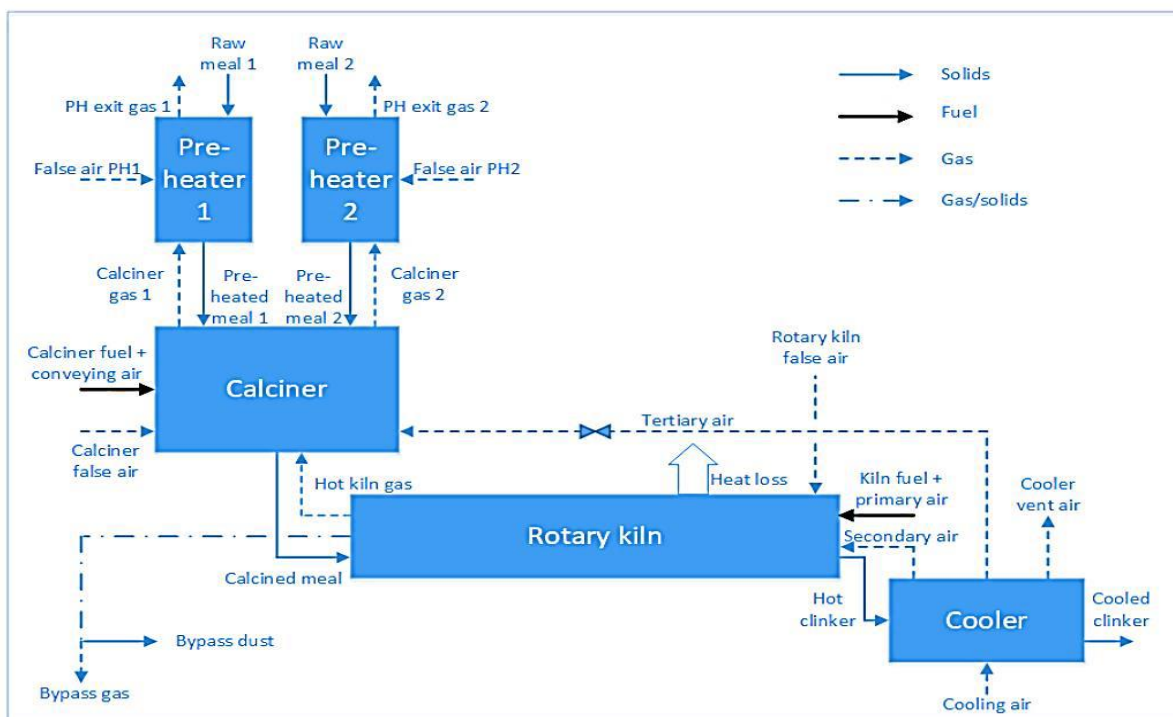 Raw
meal 1
Raw
meal 2
PH exit gas 1
PH exit gas 2
Pre-
heater
1
Pre-
heater
2
False air PH1
False air PH2
Solids
Fuel
Gas
Gas/solids
Calciner
gas 1
Pre-
heated
meal 1
Pre-
heated
meal 2
Calciner
gas 2
Calciner fuel +
conveying air
Calciner
Rotary kiln
false air
Tertiary air
Calciner
false air
Hot kiln gas
Heat loss
Kiln fuel +
primary air
Cooler
vent air
Rotary kiln
Secondary air
Calcined meal
Hot
clinker
Cooler
Cooled
clinker
Bypass dust
Bypass gas
Cooling air